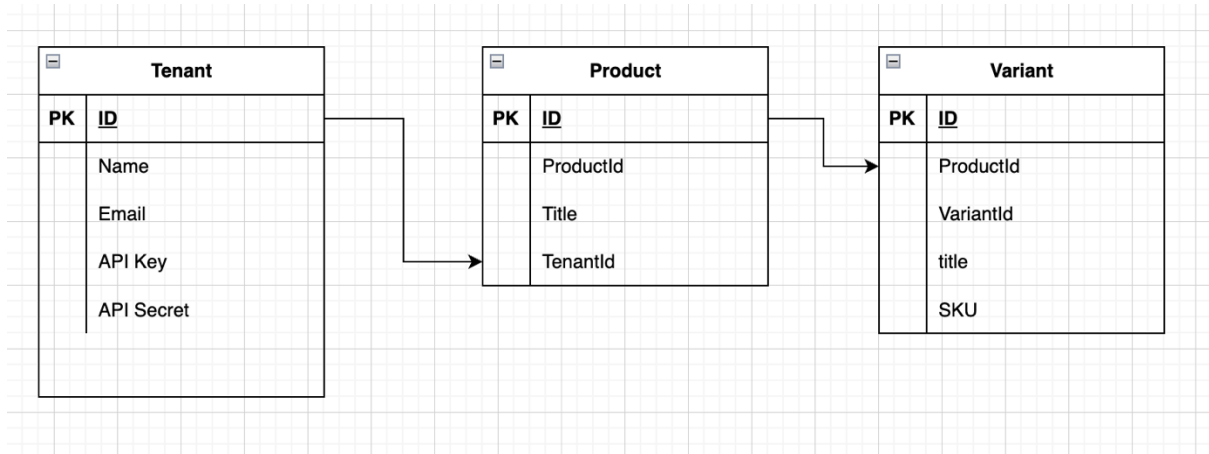 Tenant
PK ID
Name
Email
API Key
API Secret
Product
PK ID
ProductId
Title
TenantId
Variant
PK ID
ProductId
VariantId
title
SKU